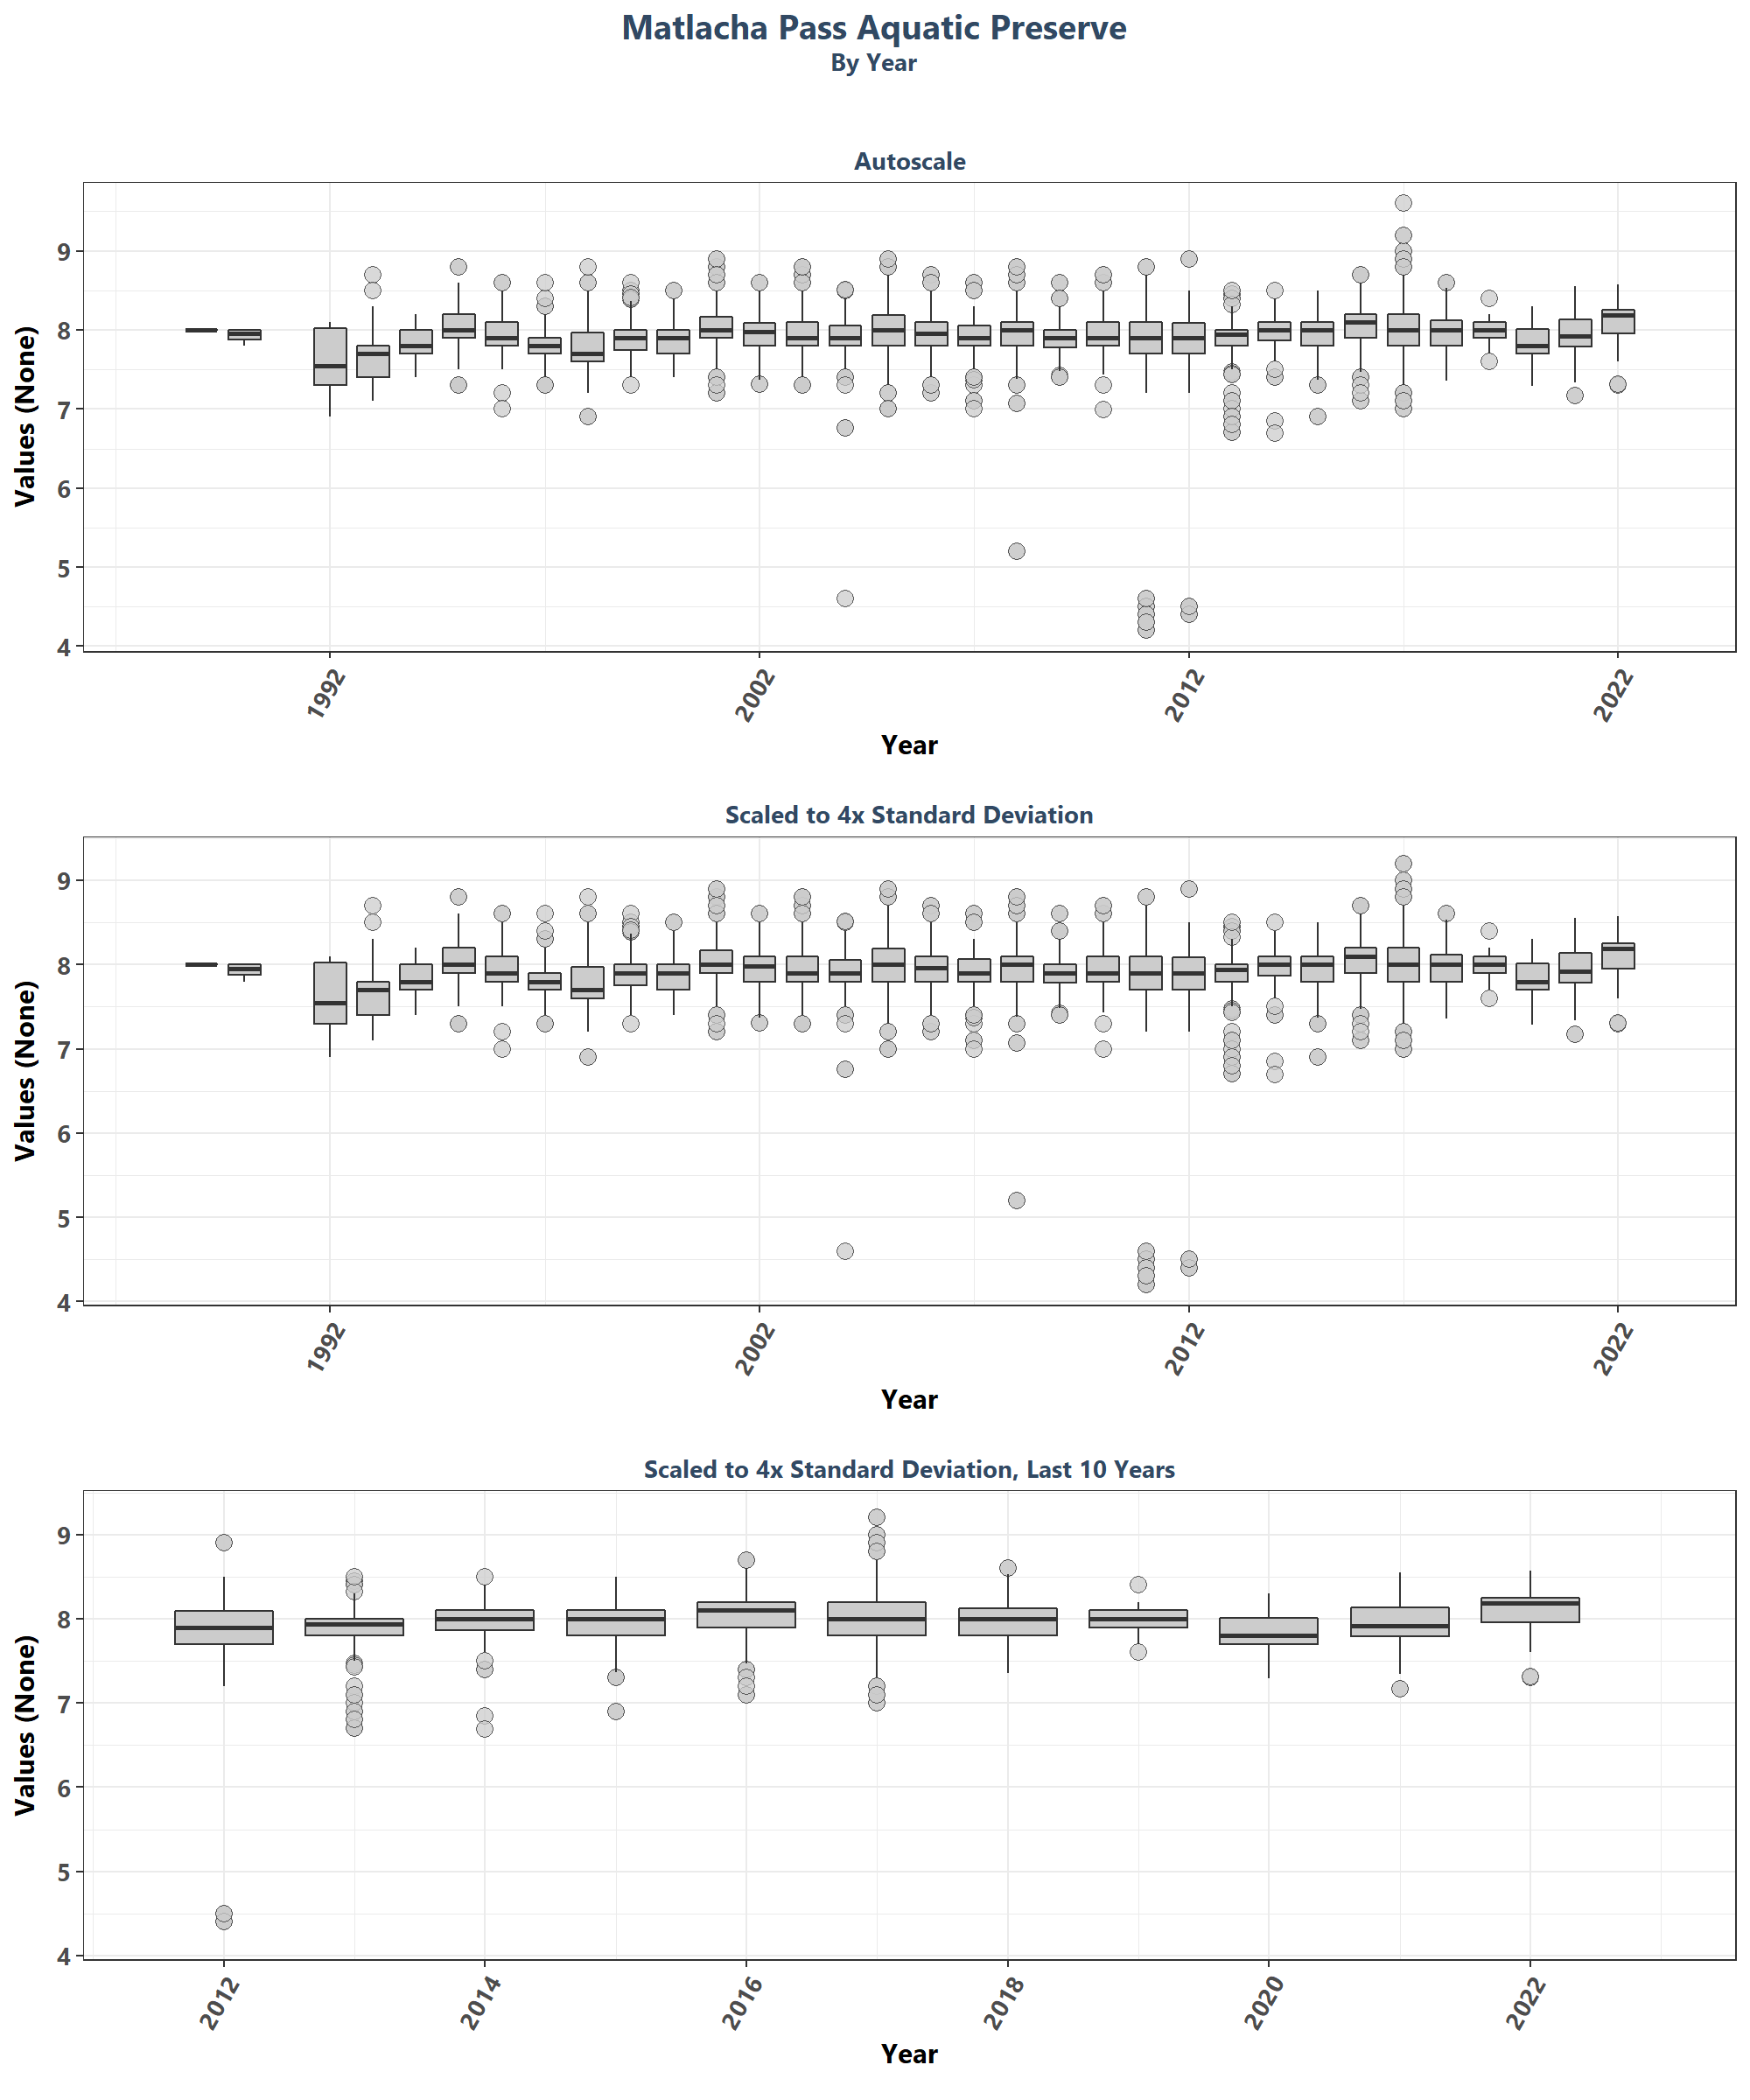 Matlacha Pass Aquatic Preserve
By Year
Autoscale
Values (None)
9
8
7
6
5
4
1992
2002
2012
2022
Year
Scaled to 4x Standard Deviation
Values (None)
9
8
7
6
5
4
1992
2002
2012
2022
Year
Scaled to 4x Standard Deviation, Last 10 Years
Values (None)
9
8
7
6
5
4
2012
2014
2016
2018
2020
2022
Year